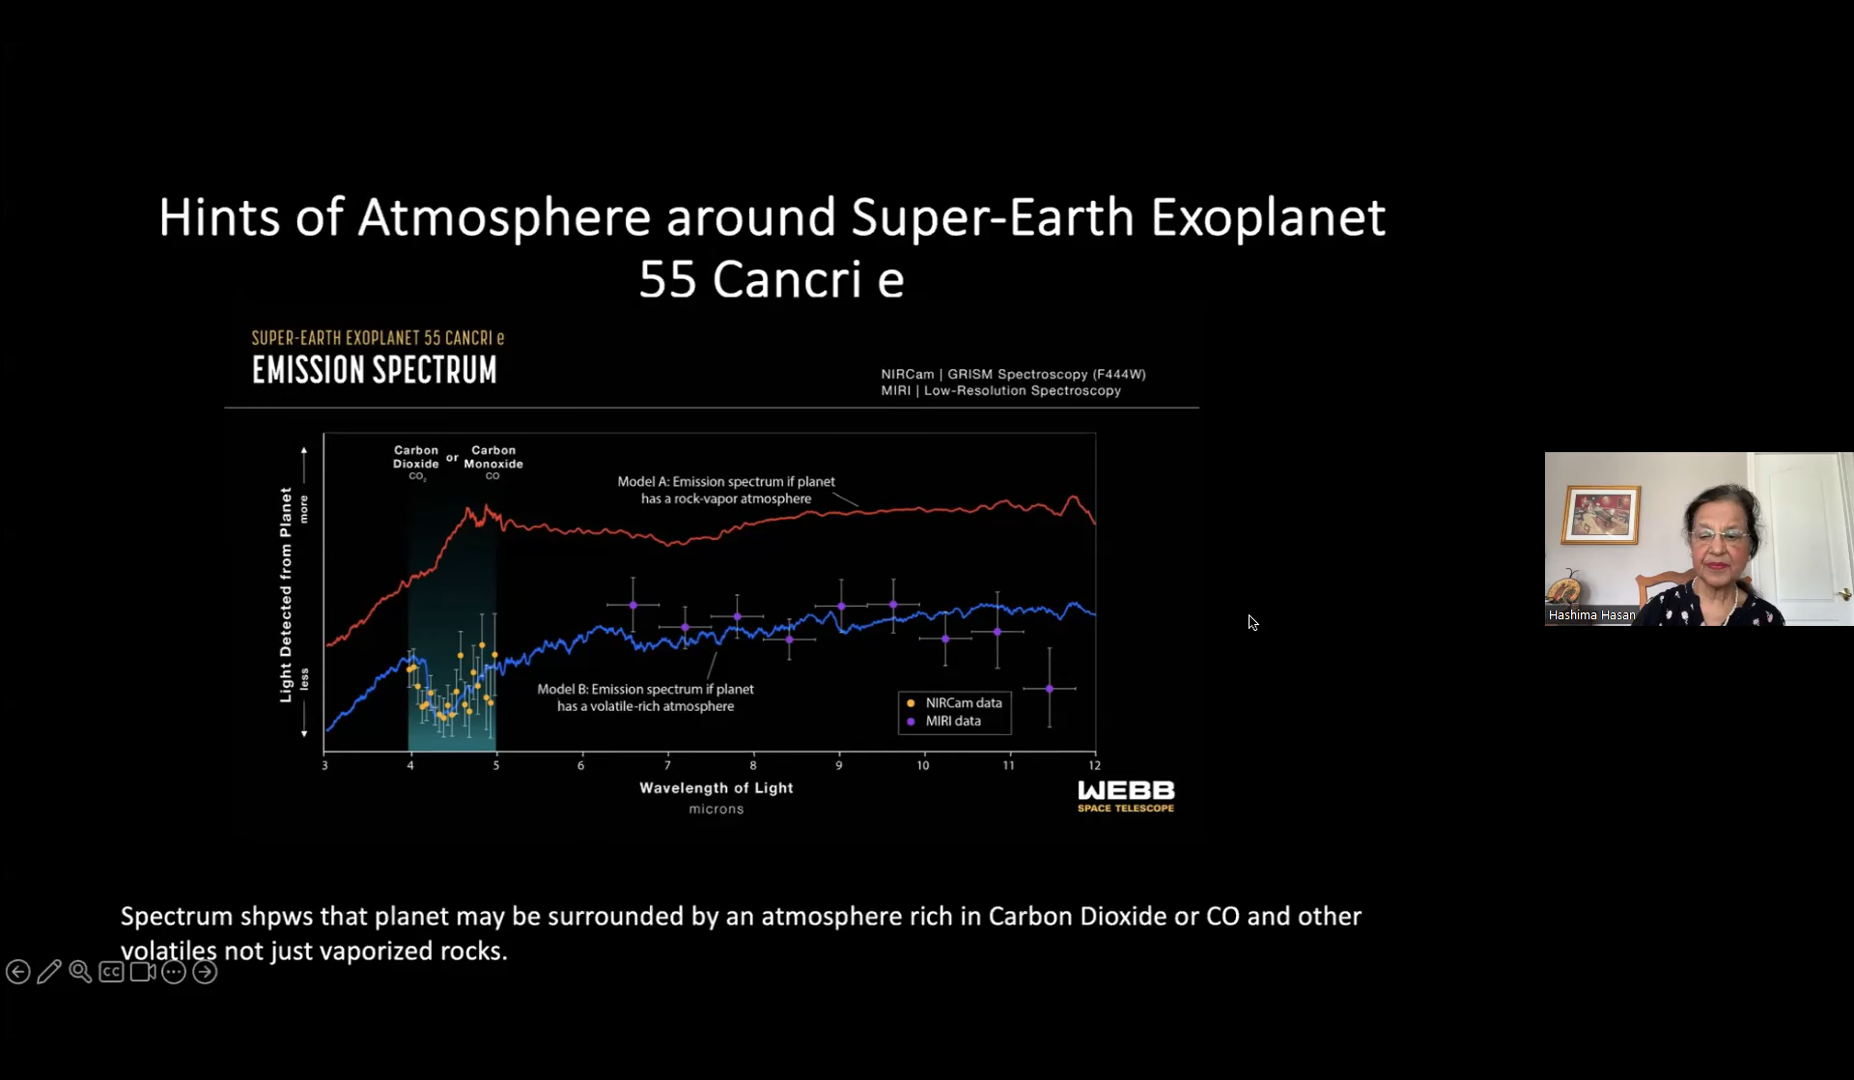 Hints of Atmosphere around Super-Earth Exoplanet
55 Cancri e
SUPER-EARTH EXOPLANET 55 CANCRI e
EMISSION SPECTRUM
NIRCam | GRISM Spectroscopy (F444W)
MIRI | Low-Resolution Spectroscopy
Carbon Dioxide CO₂ or Carbon Monoxide CO
Model A: Emission spectrum if planet
has a rock-vapor atmosphere
Light Detected from Planet
more
less
Model B: Emission spectrum if planet
has a volatile-rich atmosphere
NIRCam data
MIRI data
3 4 5 6 7 8 9 10 11 12
Wavelength of Light
microns
WEBB
SPACE TELESCOPE
Hashima Hasan
Spectrum shpws that planet may be surrounded by an atmosphere rich in Carbon Dioxide or CO and other
volatiles not just vaporized rocks.
CC